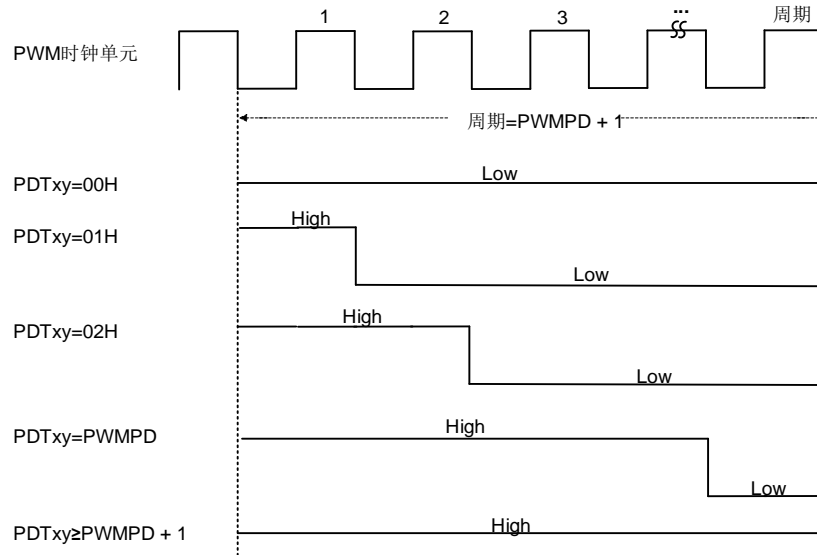 1
2
3
...
周期
PWM时钟单元
周期=PWMPD + 1
PDTxy=00H
Low
PDTxy=01H
High
Low
PDTxy=02H
High
Low
PDTxy=PWMPD
High
Low
PDTxy≥PWMPD + 1
High